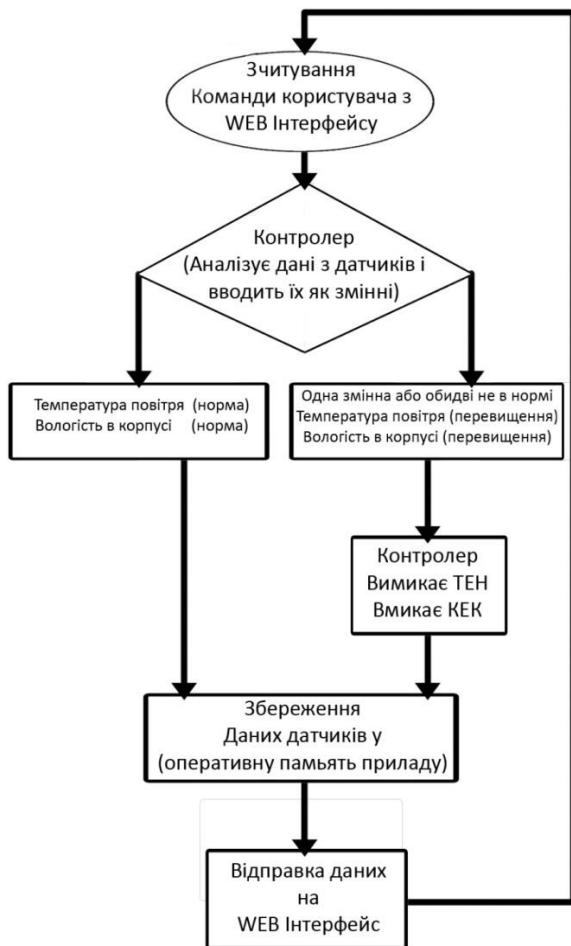 Зчитування
Команди користувача з
WEB Інтерфейсу
Контролер
(Аналізує дані з датчиків і
вводить їх як змінні)
Температура повітря (норма)
Вологість в корпусі (норма)
Одна змінна або обидві не в нормі
Температура повітря (перевищення)
Вологість в корпусі (перевищення)
Контролер
Вимикає ТЕН
Вмикає КЕК
Збереження
Даних датчиків у
(оперативну памьять приладу)
Відправка даних
на
WEB Інтерфейс